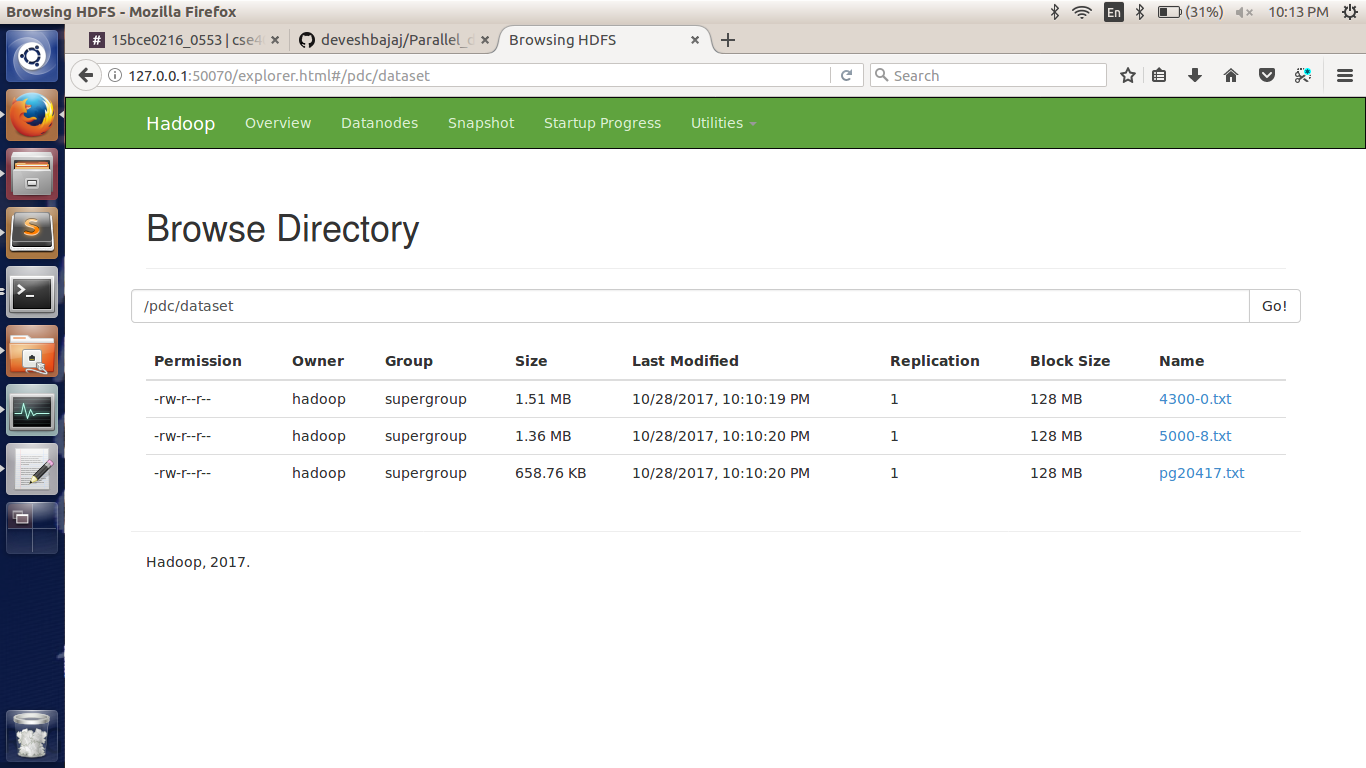 Browsing HDFS - Mozilla Firefox En (31%) 10:13 PM
# 15bce0216_0553 | cse4 deveshbajaj/Parallel_d Browsing HDFS
127.0.0.1:50070/explorer.html#/pdc/dataset Search
Hadoop Overview Datanodes Snapshot Startup Progress Utilities
Browse Directory
/pdc/dataset Go!
Permission Owner Group Size Last Modified Replication Block Size Name
-rw-r--r-- hadoop supergroup 1.51 MB 10/28/2017, 10:10:19 PM 1 128 MB 4300-0.txt
-rw-r--r-- hadoop supergroup 1.36 MB 10/28/2017, 10:10:20 PM 1 128 MB 5000-8.txt
-rw-r--r-- hadoop supergroup 658.76 KB 10/28/2017, 10:10:20 PM 1 128 MB pg20417.txt
Hadoop, 2017.